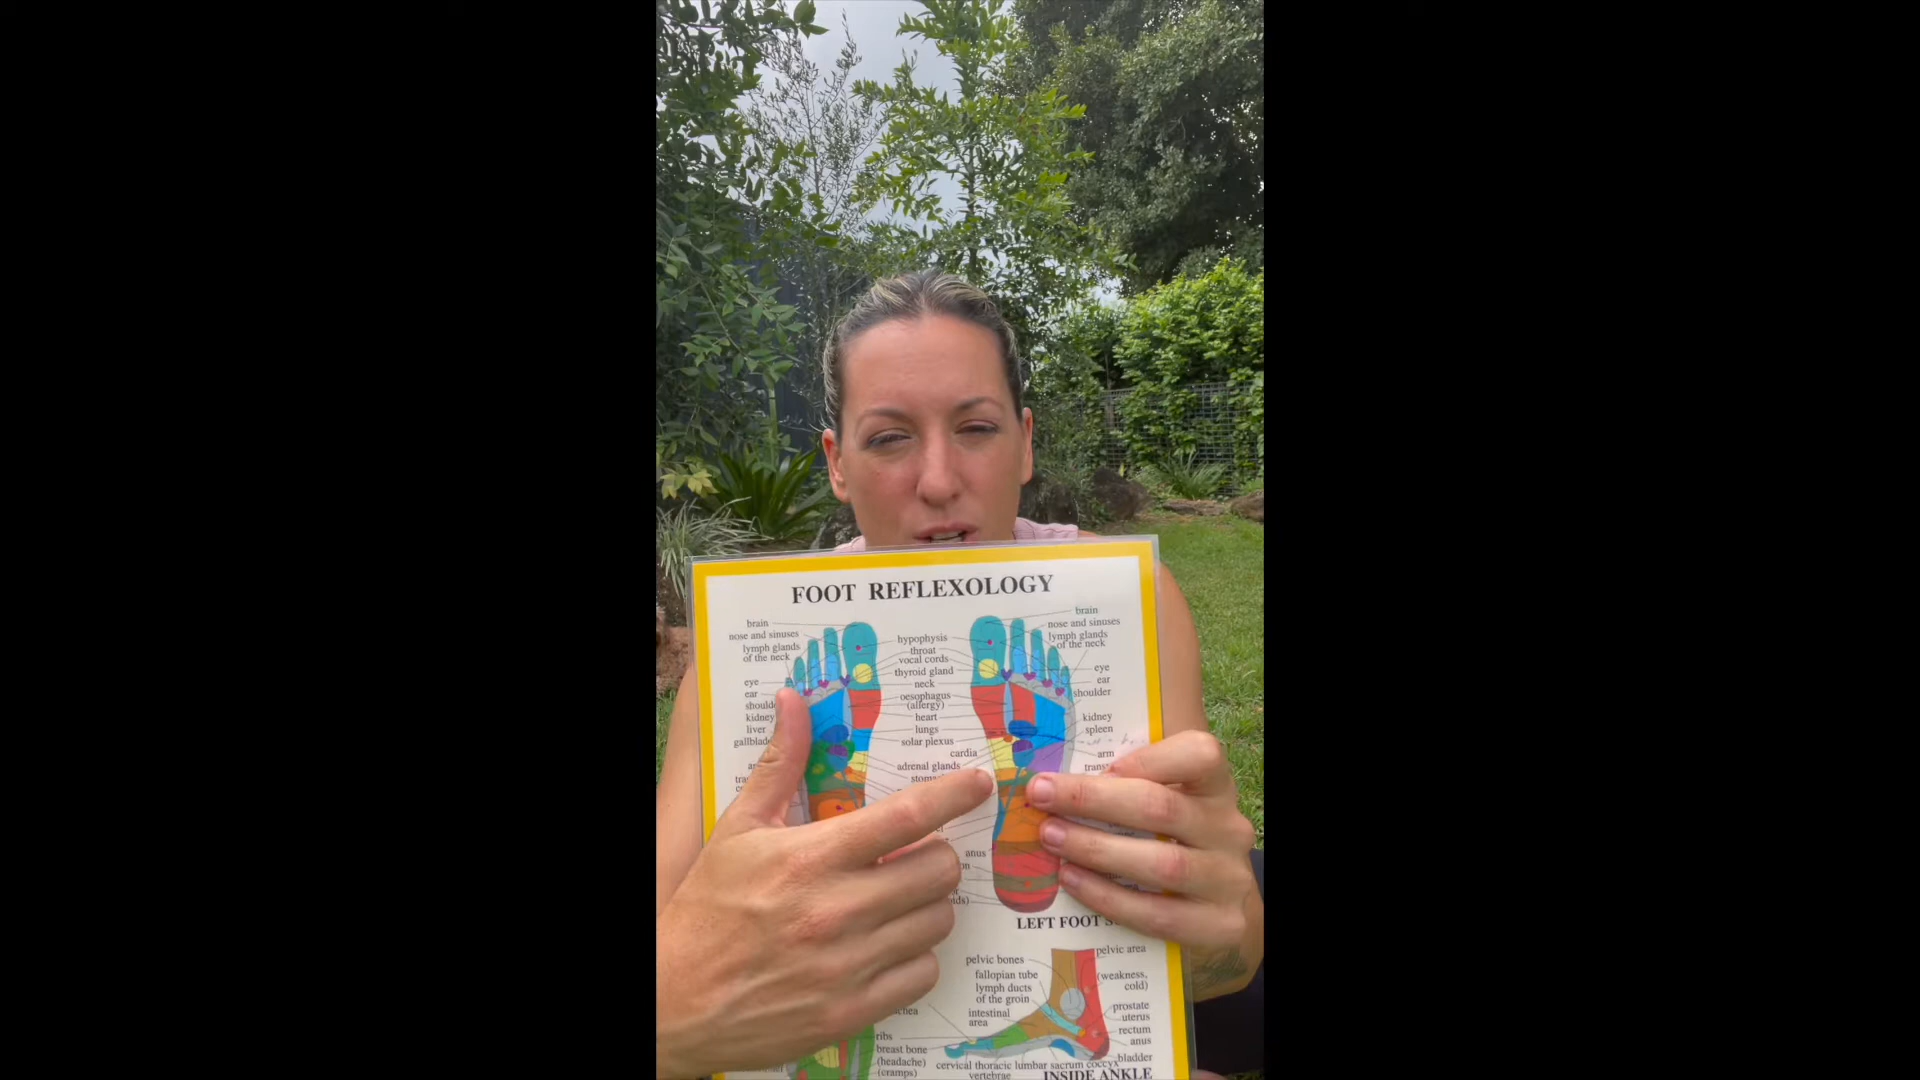 FOOT REFLEXOLOGY
brain
nose and sinuses
lymph glands
of the neck
eye
ear
kidney
liver
hypophysis
throat
vocal cords
thyroid gland
neck
oesophagus
(allergy)
heart
lungs
solar plexus
cardia
adrenal glands
anus
brain
nose and sinuses
lymph glands
of the neck
eye
ear
shoulder
kidney
spleen
arm
LEFT FOOT
pelvic bones
fallopian tube
lymph ducts
of the groin
intestinal
area
pelvic area
(weakness,
cold)
prostate
uterus
rectum
anus
bladder
ribs
breast bone
(headache)
(cramps)
cervical thoracic lumbar sacrum coccyx
vertebrae
INSIDE ANKLE